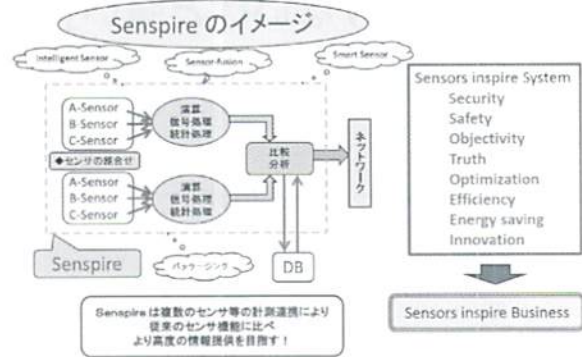 Senspire のイメージ
Intelligent Sensor
Sensor-fusion
Smart Sensor
A-Sensor
B-Sensor
C-Sensor
演算
信号処理
統計処理
◆センサの組合せ
A-Sensor
B-Sensor
C-Sensor
演算
信号処理
統計処理
比較
分析
ネットワーク
Senspire
パッケージング
DB
Senspire は複数のセンサ等の計測連携により
従来のセンサ機能に比べ
より高度の情報提供を目指す！
Sensors inspire System
Security
Safety
Objectivity
Truth
Optimization
Efficiency
Energy saving
Innovation
Sensors inspire Business